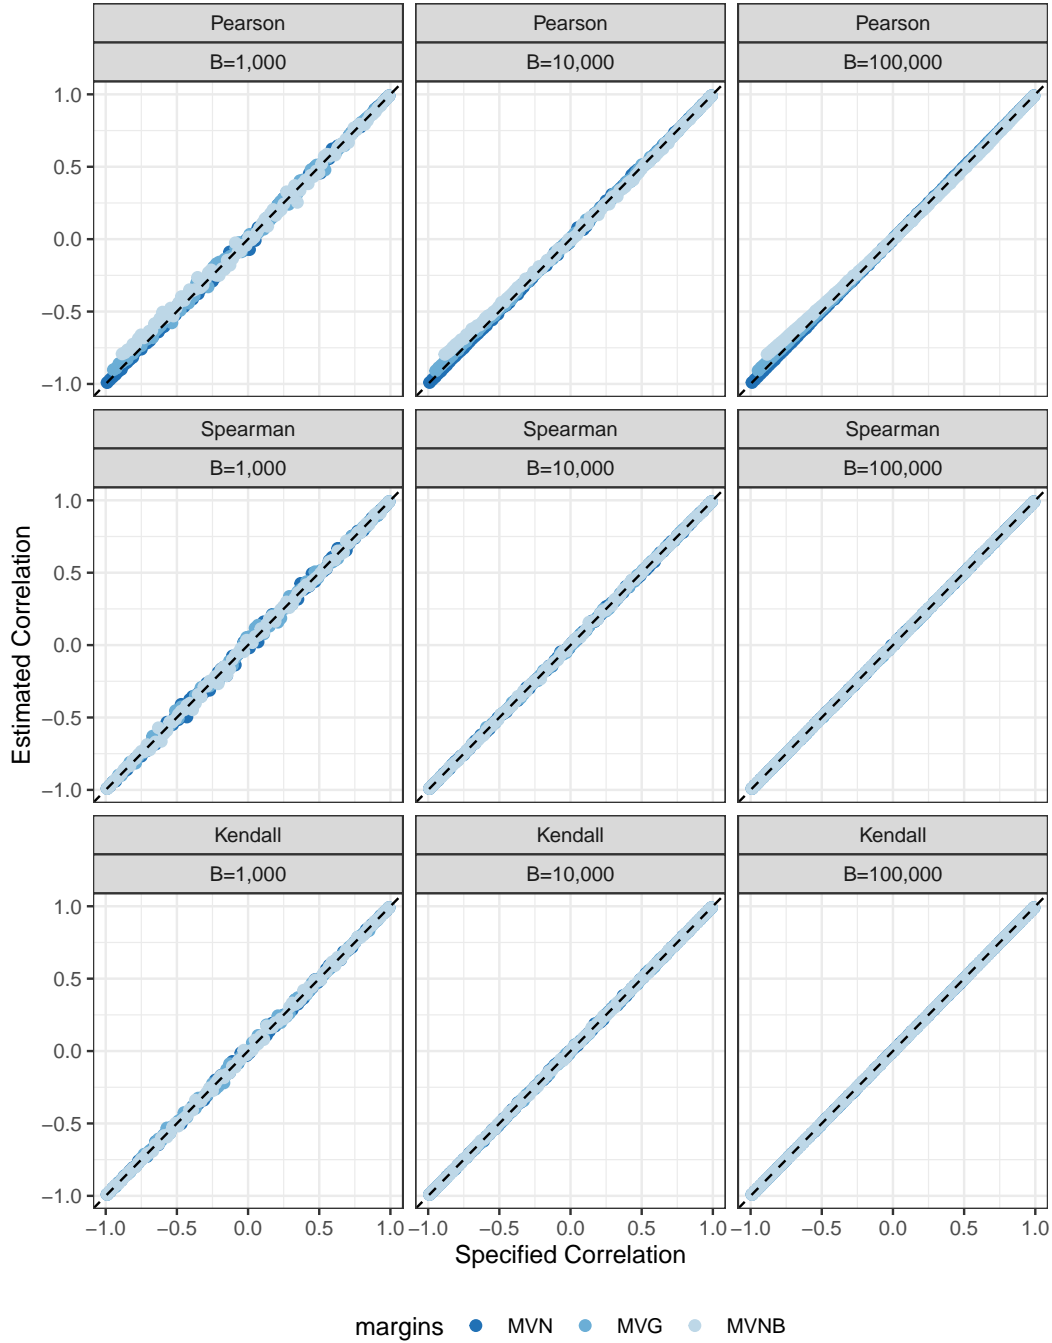 Pearson
Pearson
Pearson
B=1,000
B=10,000
B=100,000
1.0
0.5
0.0
−0.5
−1.0
Spearman
Spearman
Spearman
B=1,000
B=10,000
B=100,000
1.0
0.5
0.0
−0.5
−1.0
Estimated Correlation
Kendall
Kendall
Kendall
B=1,000
B=10,000
B=100,000
1.0
0.5
0.0
−0.5
−1.0
−1.0 −0.5 0.0 0.5 1.0
−1.0 −0.5 0.0 0.5 1.0
−1.0 −0.5 0.0 0.5 1.0
Specified Correlation
margins MVN MVG MVNB